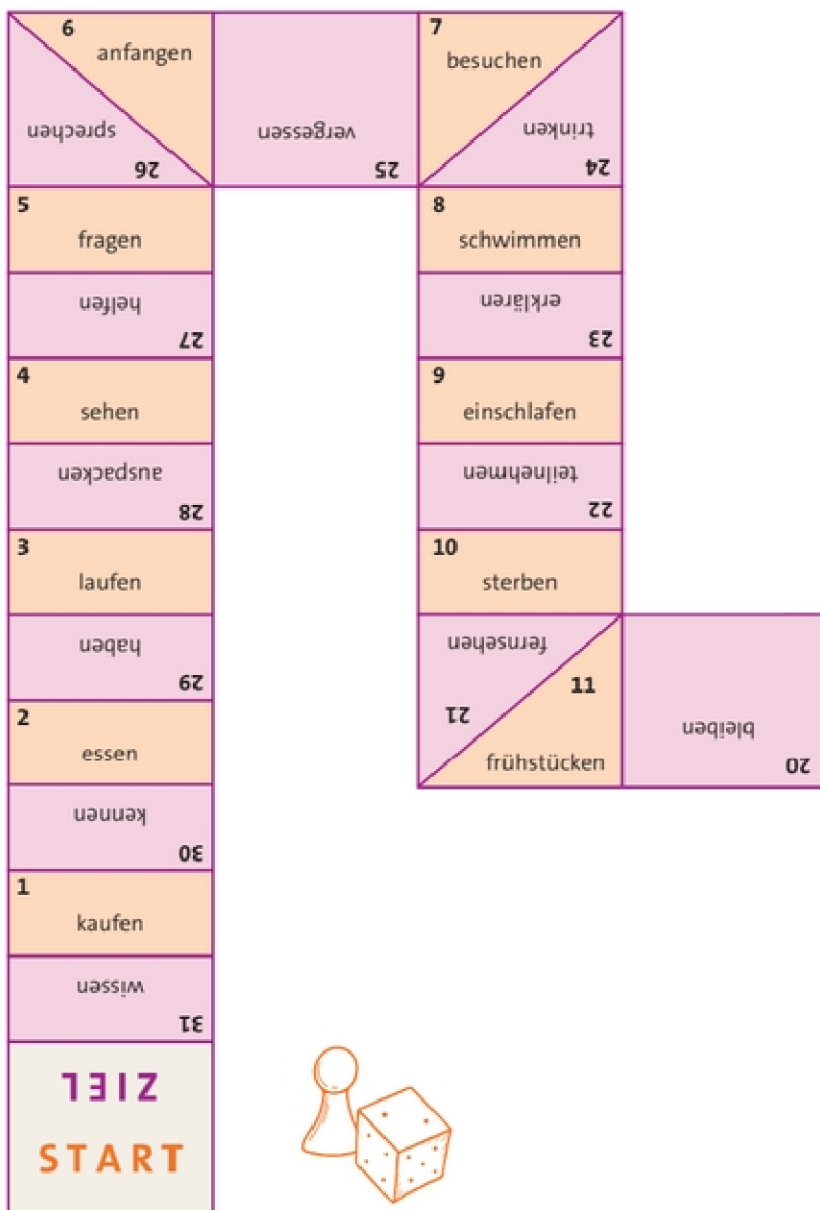 6
anfangen
sprechen
26
vergessen
25
7
besuchen
trinken
24
5
fragen
helfen
27
8
schwimmen
erklären
23
4
sehen
auspacken
28
9
einschlafen
teilnehmen
22
3
laufen
haben
29
10
sterben
fernsehen
21
11
frühstücken
bleiben
20
2
essen
kennen
30
1
kaufen
wissen
31
ZIEL
START